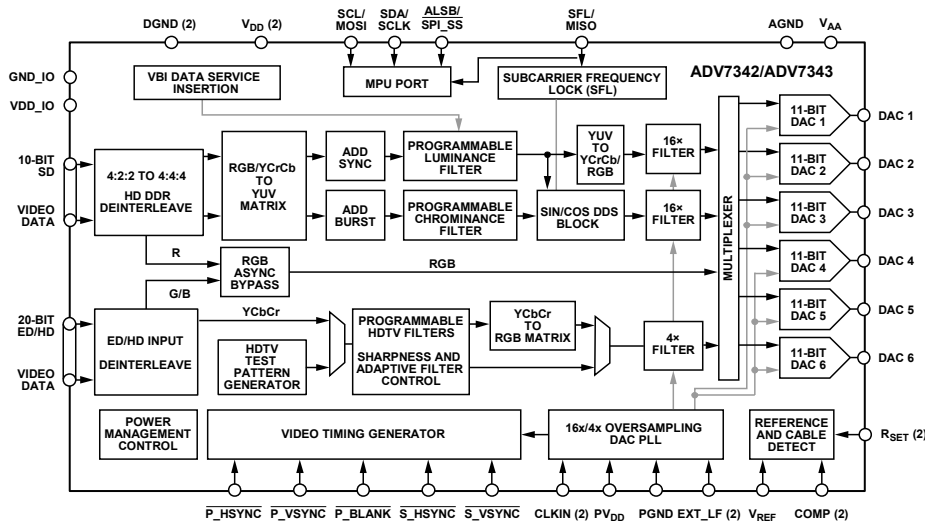 DGND (2)
VDD (2)
SCL/
MOSI
SDA/
SCLK
ALSB/
SPI_SS
SFL/
MISO
AGND
VAA
GND_IO
VDD_IO
10-BIT
SD
VIDEO
DATA
20-BIT
ED/HD
VIDEO
DATA
VBI DATA SERVICE
INSERTION
MPU PORT
SUBCARRIER FREQUENCY
LOCK (SFL)
ADV7342/ADV7343
4:2:2 TO 4:4:4
HD DDR
DEINTERLEAVE
RGB/YCrCb
TO
YUV
MATRIX
ADD
SYNC
PROGRAMMABLE
LUMINANCE
FILTER
YUV
TO
YCrCb/
RGB
16×
FILTER
ADD
BURST
PROGRAMMABLE
CHROMINANCE
FILTER
SIN/COS DDS
BLOCK
16×
FILTER
MULTIPLEXER
R
G/B
RGB
ASYNC
BYPASS
RGB
ED/HD INPUT
DEINTERLEAVE
YCbCr
HDTV
TEST
PATTERN
GENERATOR
PROGRAMMABLE
HDTV FILTERS
SHARPNESS AND
ADAPTIVE FILTER
CONTROL
YCbCr
TO
RGB MATRIX
4×
FILTER
11-BIT
DAC 1
DAC 1
11-BIT
DAC 2
DAC 2
11-BIT
DAC 3
DAC 3
11-BIT
DAC 4
DAC 4
11-BIT
DAC 5
DAC 5
11-BIT
DAC 6
DAC 6
POWER
MANAGEMENT
CONTROL
VIDEO TIMING GENERATOR
16x/4x OVERSAMPLING
DAC PLL
REFERENCE
AND CABLE
DETECT
RSET (2)
P_HSYNC
P_VSYNC
P_BLANK
S_HSYNC
S_VSYNC
CLKIN (2)
PVDD
PGND
EXT_LF (2)
VREF
COMP (2)